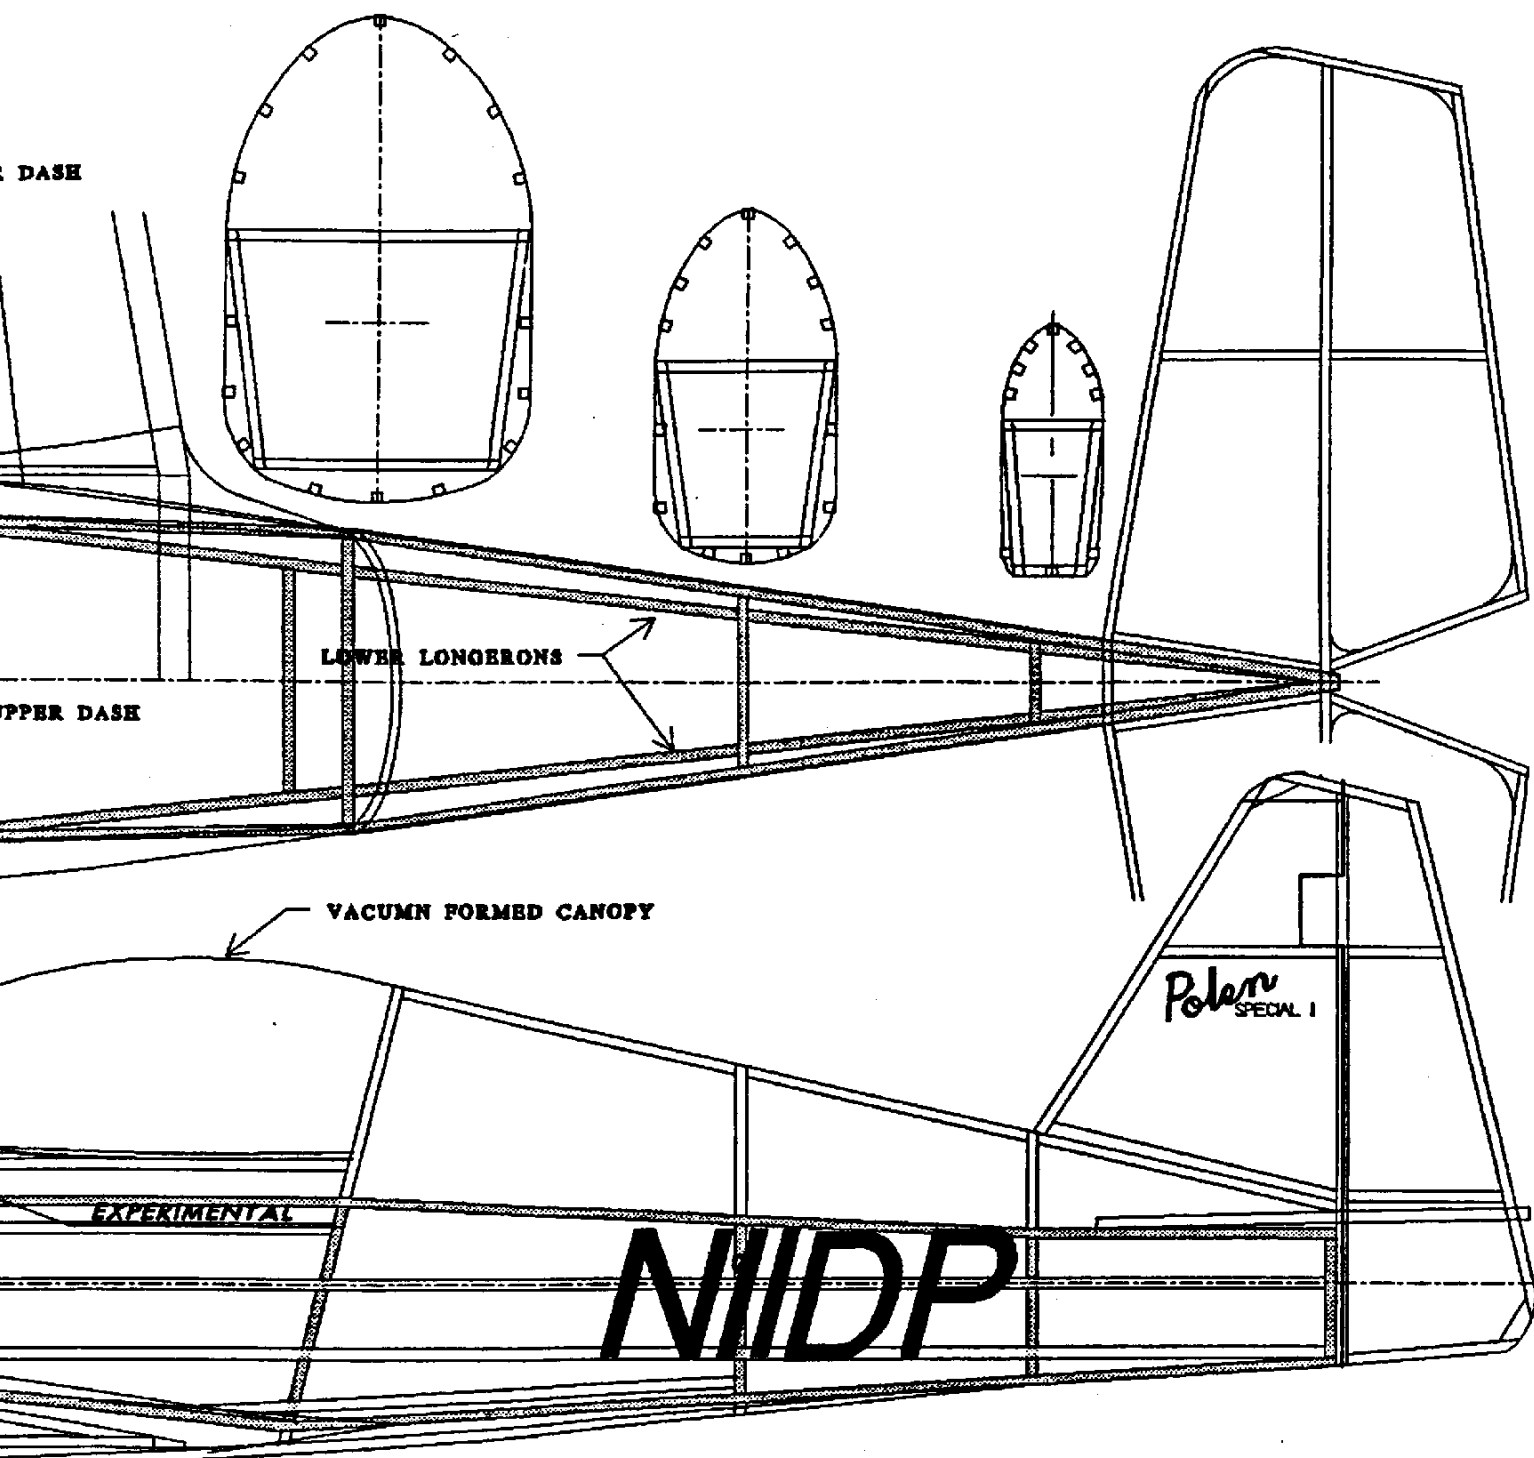 DASH
LOWER LONGERONS
UPPER DASH
VACUMN FORMED CANOPY
Polen
SPECIAL I
EXPERIMENTAL
N11DP